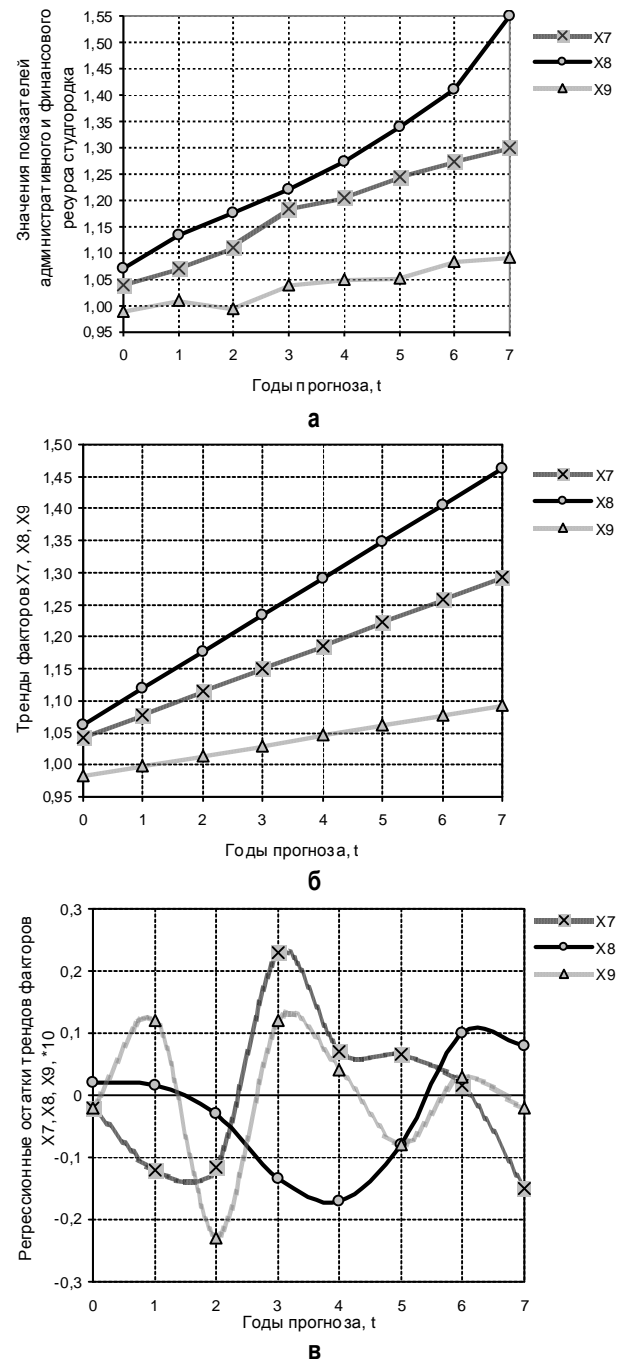 Значения показателей
административного и финансового
ресурса студгородка
1,55
1,50
1,45
1,40
1,35
1,30
1,25
1,20
1,15
1,10
1,05
1,00
0,95
0 1 2 3 4 5 6 7
Годы прогноза, t
X7
X8
X9
а
Тренды факторов X7, X8, X9
1,50
1,45
1,40
1,35
1,30
1,25
1,20
1,15
1,10
1,05
1,00
0,95
0 1 2 3 4 5 6 7
Годы прогноза, t
X7
X8
X9
б
Регрессионные остатки трендов факторов
X7, X8, X9, *10
0,3
0,2
0,1
0
-0,1
-0,2
-0,3
0 1 2 3 4 5 6 7
Годы прогноза, t
X7
X8
X9
в